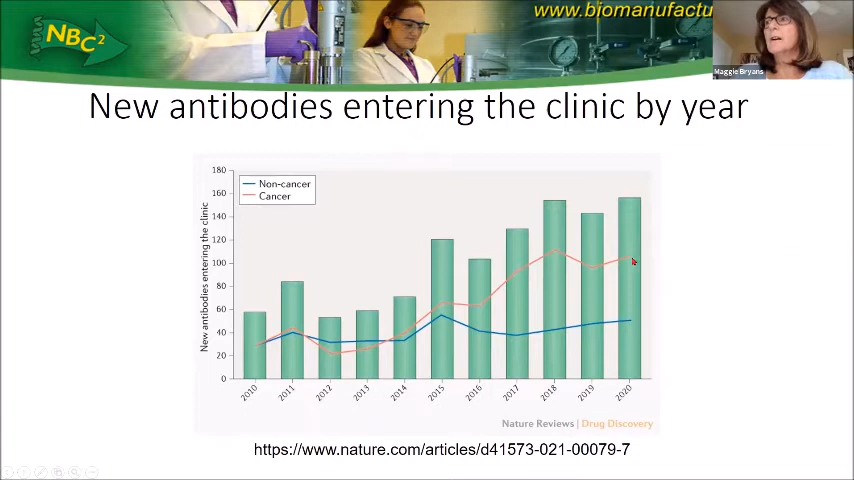 www.biomanufactu
NBC²
Maggie Bryans
New antibodies entering the clinic by year
180
160
140
120
100
80
60
40
20
0
New antibodies entering the clinic
Non-cancer
Cancer
2010 2011 2012 2013 2014 2015 2016 2017 2018 2019 2020
Nature Reviews | Drug Discovery
https://www.nature.com/articles/d41573-021-00079-7